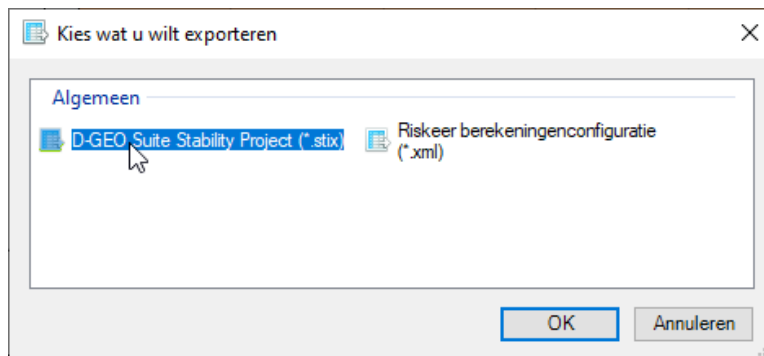 Kies wat u wilt exporteren
Algemeen
D-GEO Suite Stability Project (*.stix)
Riskeer berekeningenconfiguratie
(*.xml)
OK
Annuleren